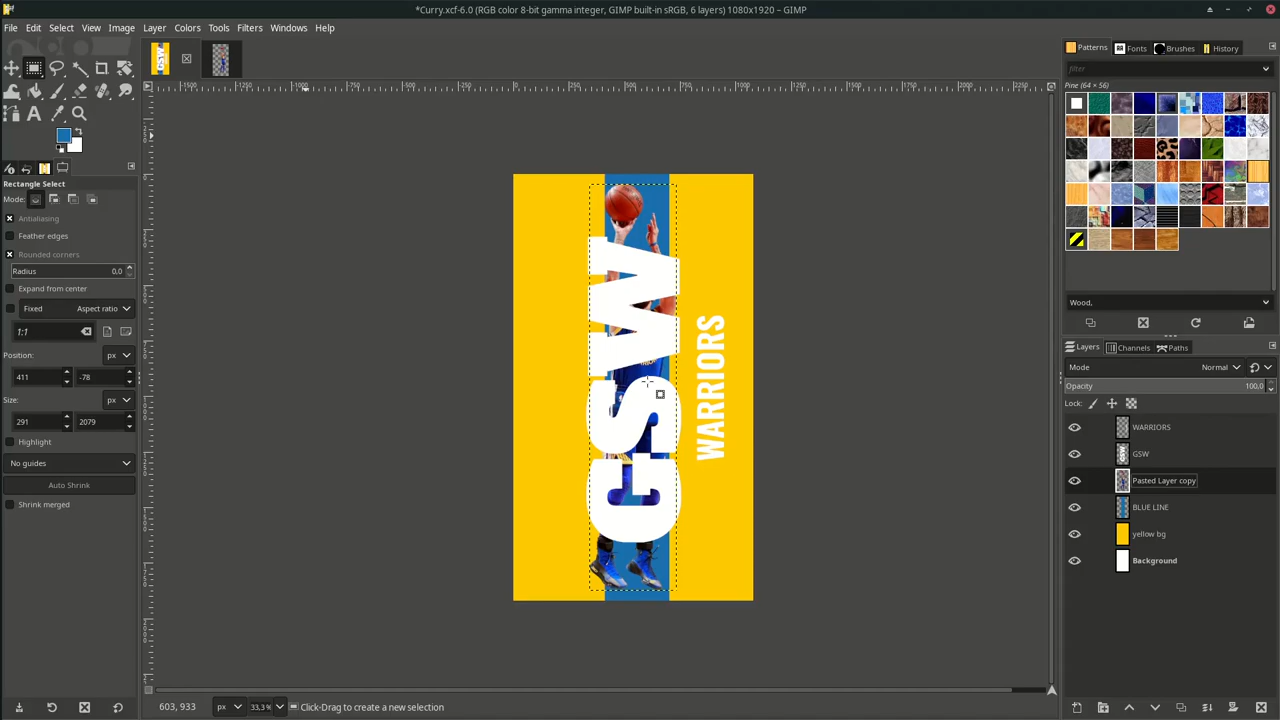 *Curry.xcf-6.0 (RGB color 8-bit gamma integer, GIMP built-in sRGB, 6 layers) 1080x1920 – GIMP
File Edit Select View Image Layer Colors Tools Filters Windows Help
Patterns Fonts Brushes History
filter
Pine (64 × 56)
Rectangle Select
Mode:
Antialiasing
Feather edges
Rounded corners
Radius 0,0
Expand from center
Fixed Aspect ratio
1:1
Position: px
411 -78
Size: px
291 2079
Highlight
No guides
Auto Shrink
Shrink merged
GSW
WARRIORS
Wood,
Layers Channels Paths
Mode Normal
Opacity 100,0
Lock:
WARRIORS
GSW
Pasted Layer copy
BLUE LINE
yellow bg
Background
603, 933 px 33,3% Click-Drag to create a new selection